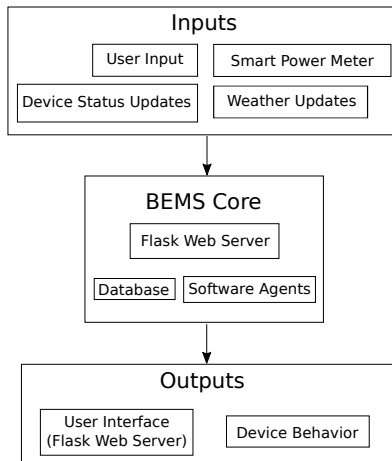 Inputs
User Input
Smart Power Meter
Device Status Updates
Weather Updates
BEMS Core
Flask Web Server
Database
Software Agents
Outputs
User Interface
(Flask Web Server)
Device Behavior